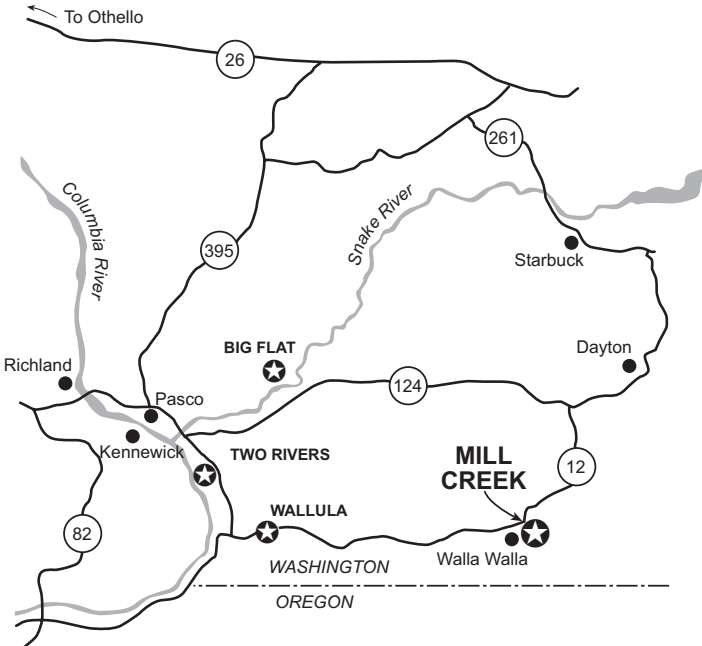 To Othello
26
261
Columbia River
Snake River
395
Starbuck
BIG FLAT
Richland
Dayton
124
Pasco
Kennewick
TWO RIVERS
MILL
CREEK
12
WALLULA
82
Walla Walla
WASHINGTON
OREGON